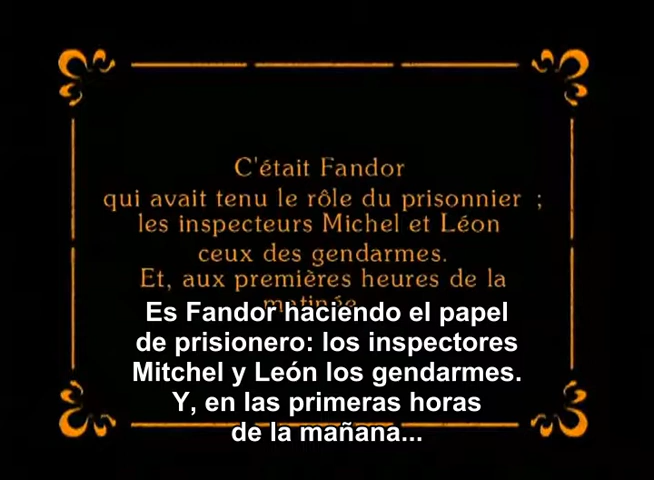 C'était Fandor
qui avait tenu le rôle du prisonnier ;
les inspecteurs Michel et Léon
ceux des gendarmes.
Et, aux premières heures de la
matinée
Es Fandor haciendo el papel
de prisionero: los inspectores
Mitchel y León los gendarmes.
Y, en las primeras horas
de la mañana...